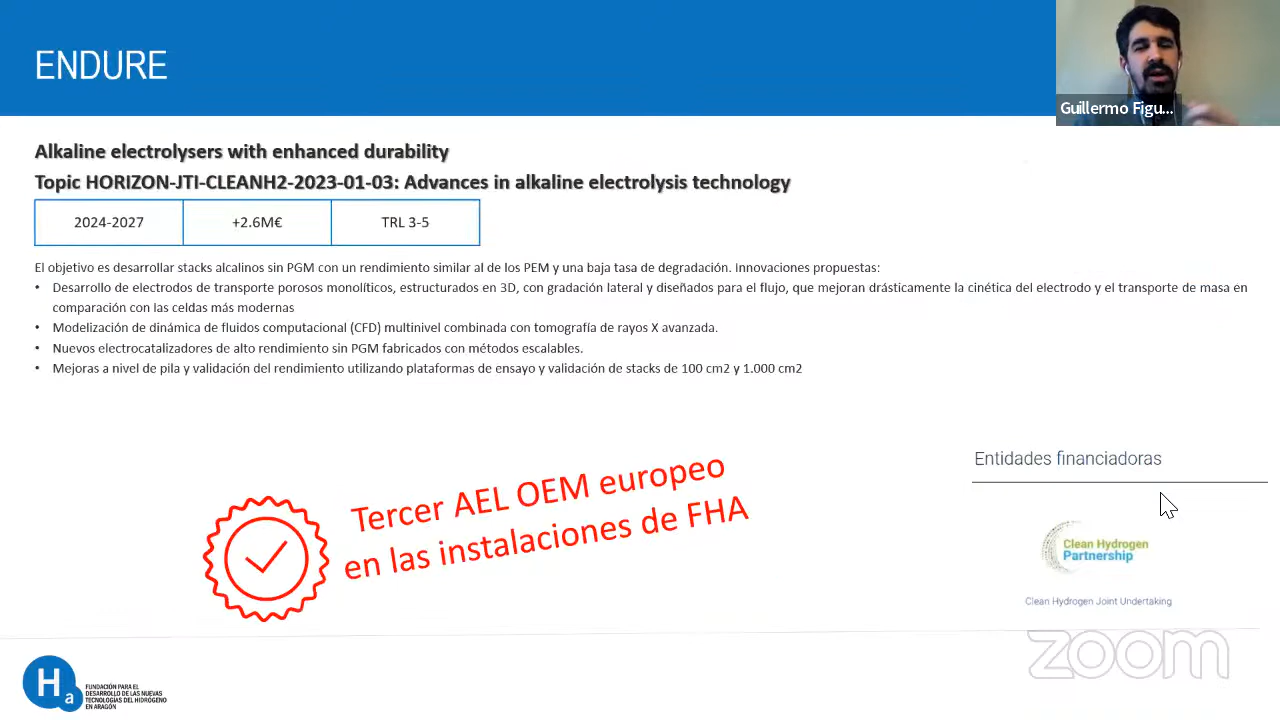 ENDURE
Guillermo Figu...
Alkaline electrolysers with enhanced durability
Topic HORIZON-JTI-CLEANH2-2023-01-03: Advances in alkaline electrolysis technology
2024-2027
+2.6M€
TRL 3-5
El objetivo es desarrollar stacks alcalinos sin PGM con un rendimiento similar al de los PEM y una baja tasa de degradación. Innovaciones propuestas:
• Desarrollo de electrodos de transporte porosos monolíticos, estructurados en 3D, con gradación lateral y diseñados para el flujo, que mejoran drásticamente la cinética del electrodo y el transporte de masa en
comparación con las celdas más modernas
• Modelización de dinámica de fluidos computacional (CFD) multinivel combinada con tomografía de rayos X avanzada.
• Nuevos electrocatalizadores de alto rendimiento sin PGM fabricados con métodos escalables.
• Mejoras a nivel de pila y validación del rendimiento utilizando plataformas de ensayo y validación de stacks de 100 cm2 y 1.000 cm2
Tercer AEL OEM europeo
en las instalaciones de FHA
Entidades financiadoras
Clean Hydrogen
Partnership
Clean Hydrogen Joint Undertaking
zoom
Ha
FUNDACIÓN PARA EL
DESARROLLO DE LAS NUEVAS
TECNOLOGÍAS DEL HIDRÓGENO
EN ARAGÓN